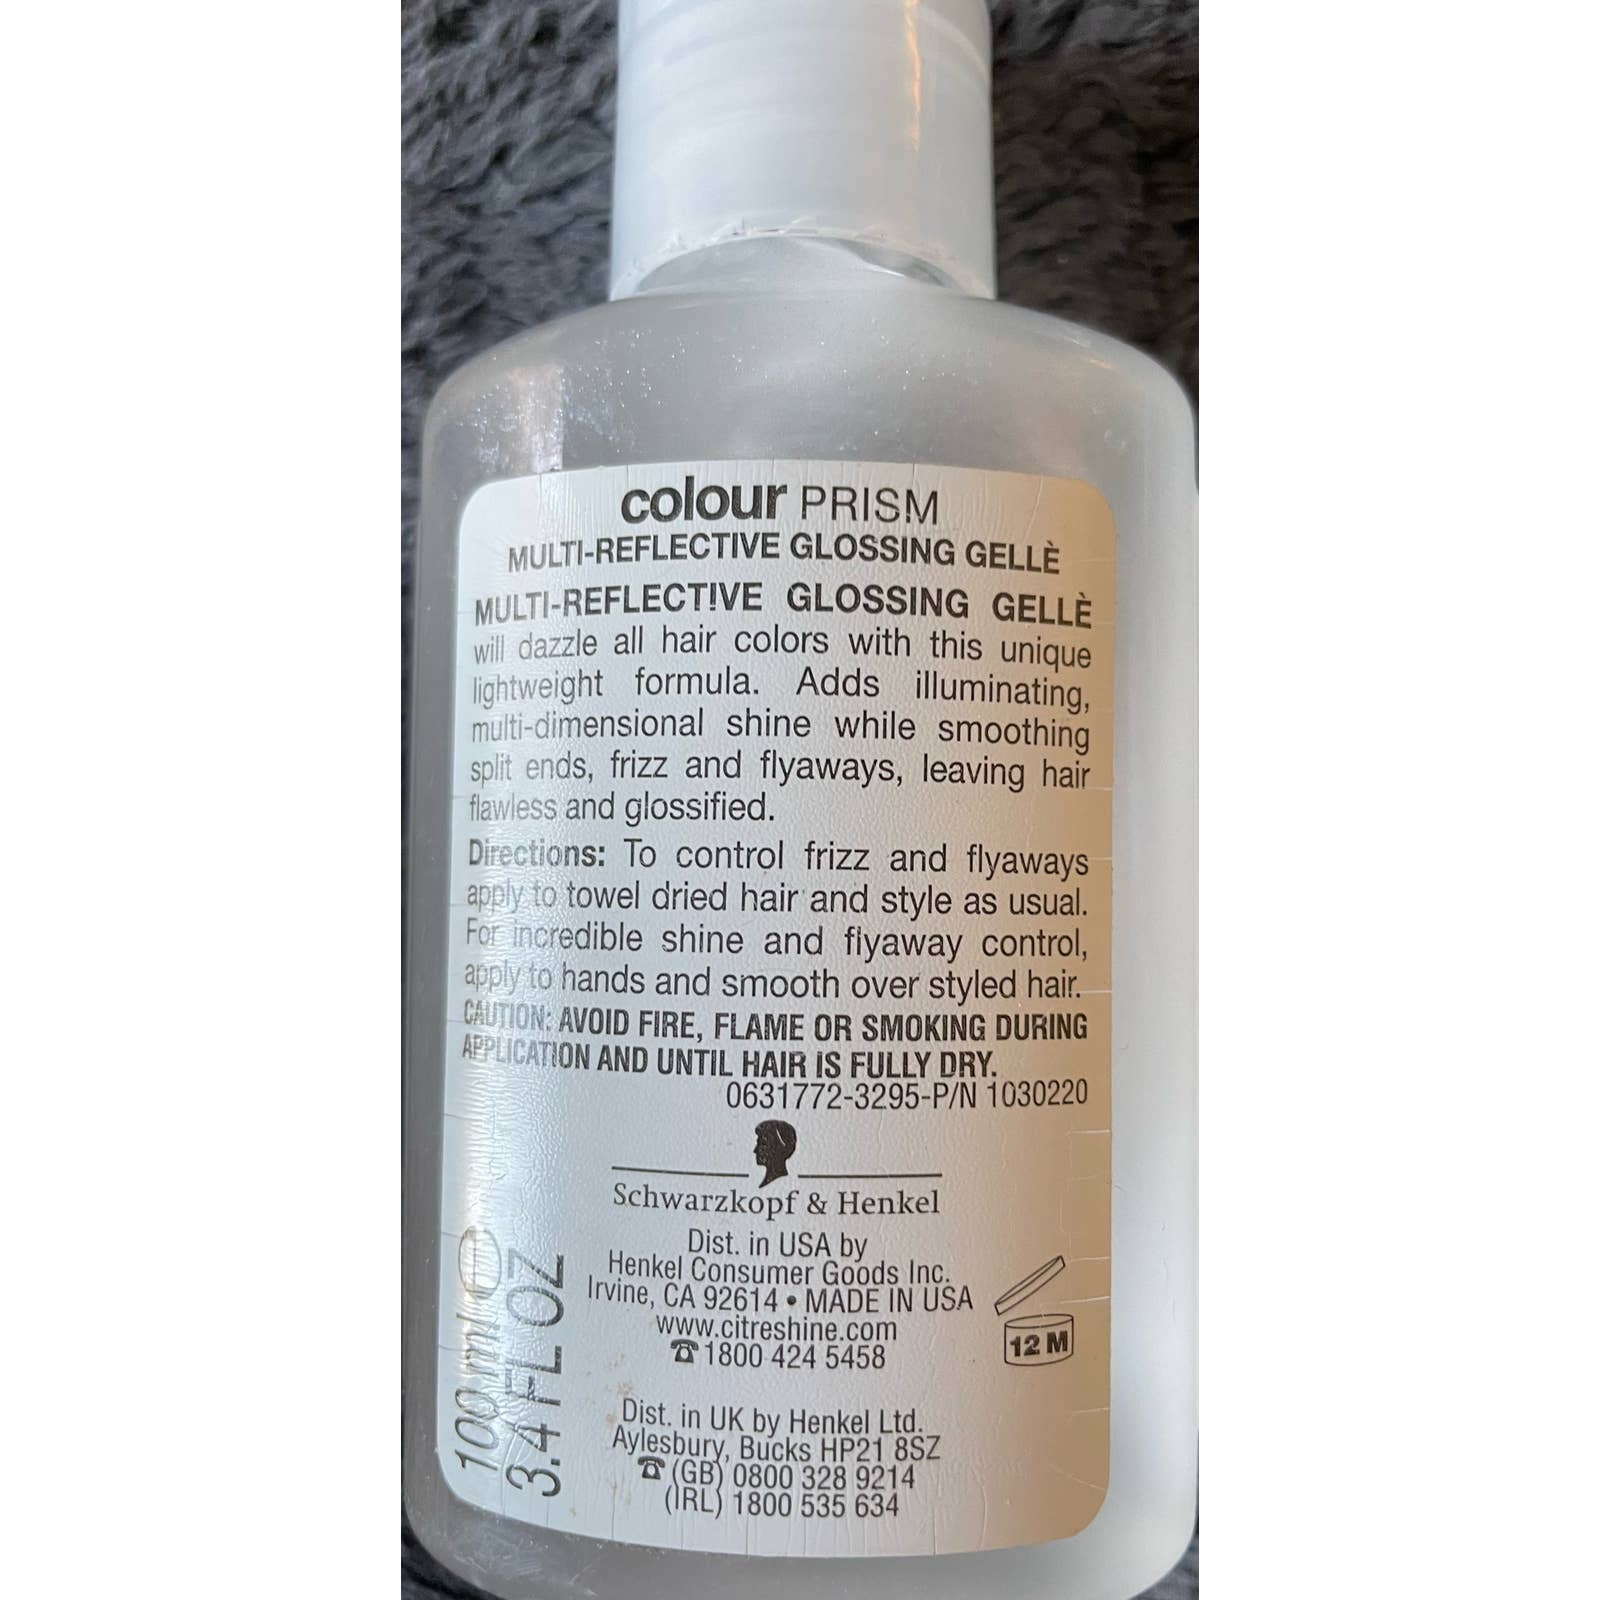 colour PRISM
MULTI-REFLECTIVE GLOSSING GELLÈ
MULTI-REFLECTIVE GLOSSING GELLÈ
will dazzle all hair colors with this unique
lightweight formula. Adds illuminating,
multi-dimensional shine while smoothing
split ends, frizz and flyaways, leaving hair
flawless and glossified.
Directions: To control frizz and flyaways
apply to towel dried hair and style as usual.
For incredible shine and flyaway control,
apply to hands and smooth over styled hair.
CAUTION: AVOID FIRE, FLAME OR SMOKING DURING
APPLICATION AND UNTIL HAIR IS FULLY DRY.
0631772-3295-P/N 1030220
Schwarzkopf & Henkel
Dist. in USA by
Henkel Consumer Goods Inc.
Irvine, CA 92614 • MADE IN USA
www.citreshine.com
☎ 1800 424 5458
12 M
Dist. in UK by Henkel Ltd.
Aylesbury, Bucks HP21 8SZ
☎ (GB) 0800 328 9214
(IRL) 1800 535 634
100 ml ℮
3.4 FL OZ